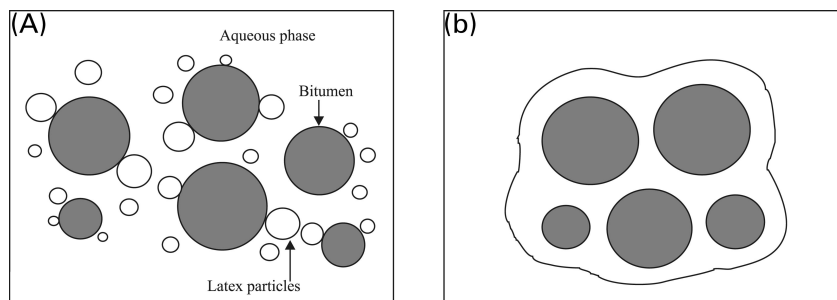 (A)
Aqueous phase
Bitumen
Latex particles
(b)